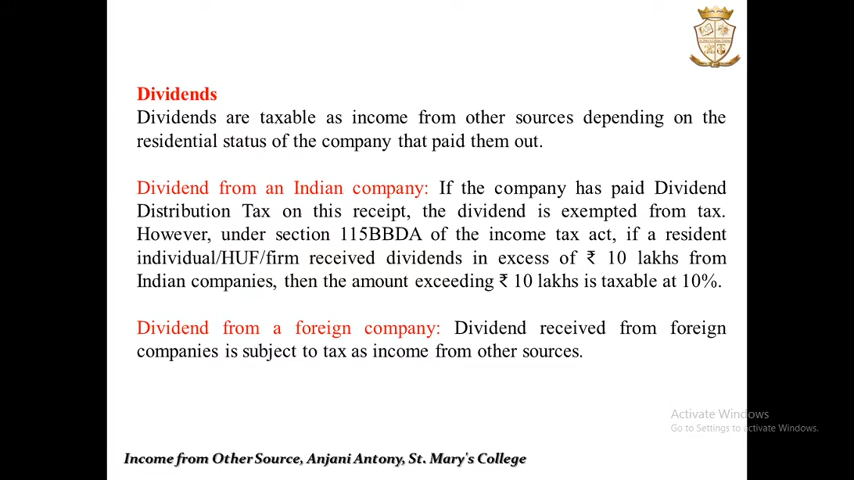 Dividends
Dividends are taxable as income from other sources depending on the
residential status of the company that paid them out.
Dividend from an Indian company: If the company has paid Dividend
Distribution Tax on this receipt, the dividend is exempted from tax.
However, under section 115BBDA of the income tax act, if a resident
individual/HUF/firm received dividends in excess of ₹ 10 lakhs from
Indian companies, then the amount exceeding ₹ 10 lakhs is taxable at 10%.
Dividend from a foreign company: Dividend received from foreign
companies is subject to tax as income from other sources.
Activate Windows
Go to Settings to activate Windows.
Income from Other Source, Anjani Antony, St. Mary's College